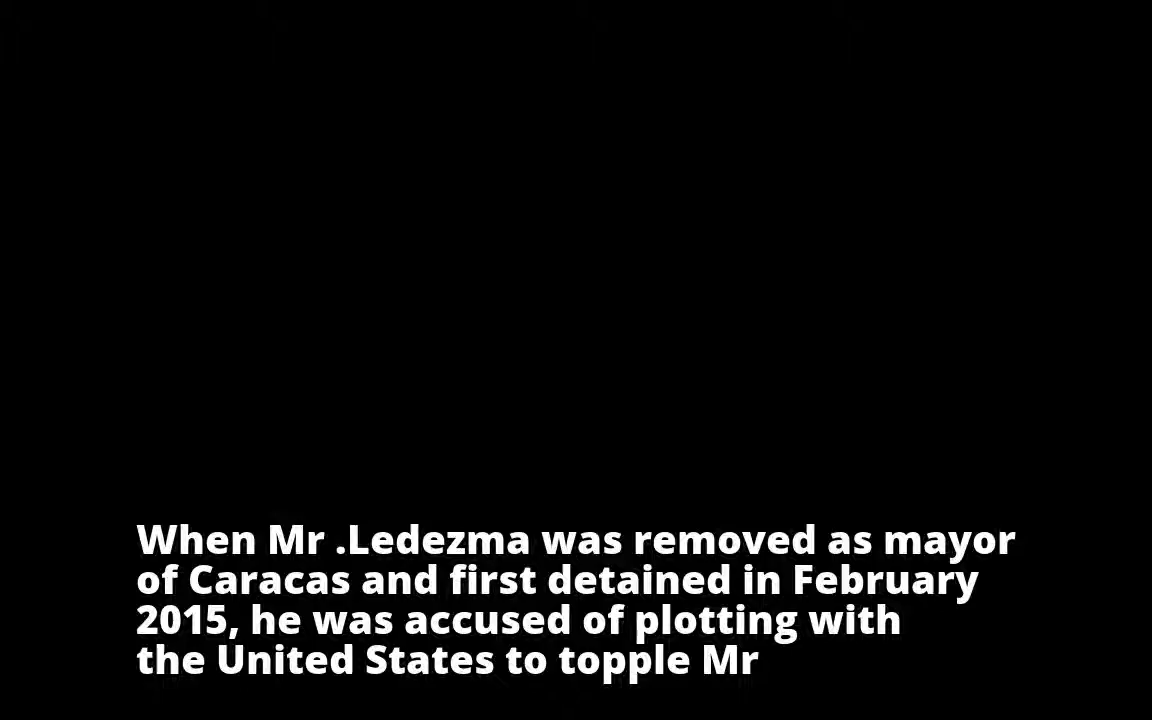 When Mr .Ledezma was removed as mayor
of Caracas and first detained in February
2015, he was accused of plotting with
the United States to topple Mr